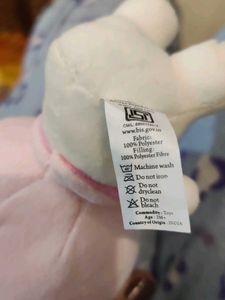 www.bis.gov.in
Fabric:
100% Polyester
Filling:
100% Polyester Fibre
Machine wash
Do not iron
Do not
dryclean
Do not
bleach
Commodity : Toys
Country of Origin : INDIA